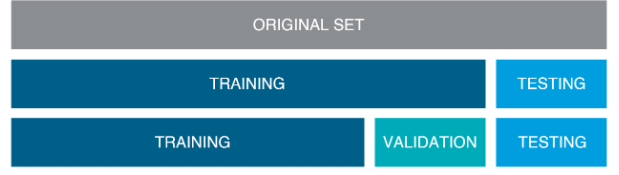 ORIGINAL SET
TRAINING TESTING
TRAINING VALIDATION TESTING